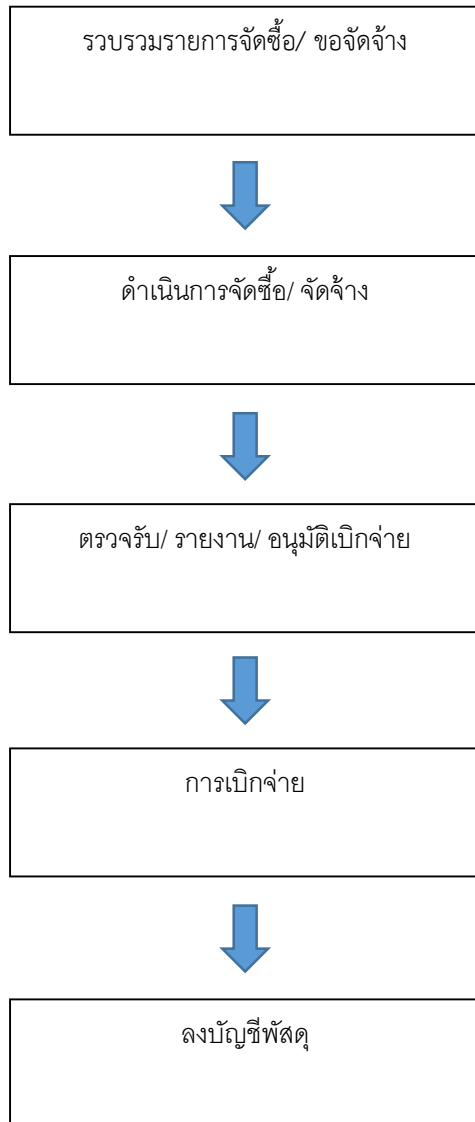 รวบรวมรายการจัดซื้อ/ ขอจัดจ้าง
ดำเนินการจัดซื้อ/ จัดจ้าง
ตรวจรับ/ รายงาน/ อนุมัติเบิกจ่าย
การเบิกจ่าย
ลงบัญชีพัสดุ